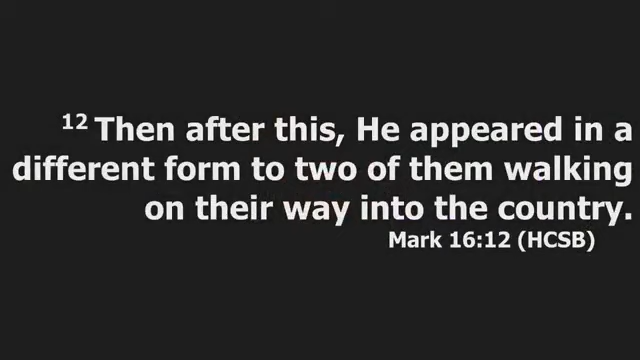 12 Then after this, He appeared in a
different form to two of them walking
on their way into the country.
Mark 16:12 (HCSB)